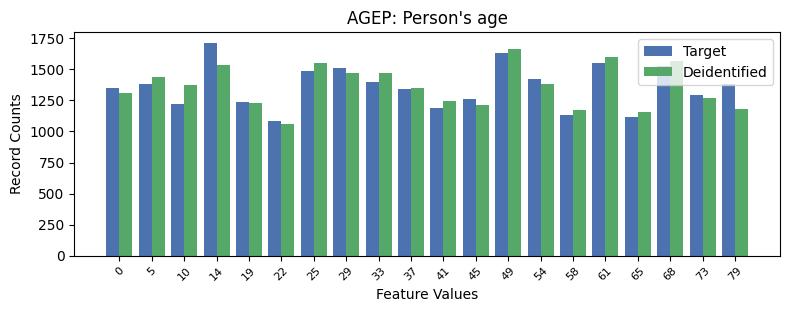 AGEP: Person's age
Target
Deidentified
Record Counts
1750
1500
1250
1000
750
500
250
0
0 5 10 14 19 22 25 29 33 37 41 45 49 54 58 61 65 68 73 79
Feature Values